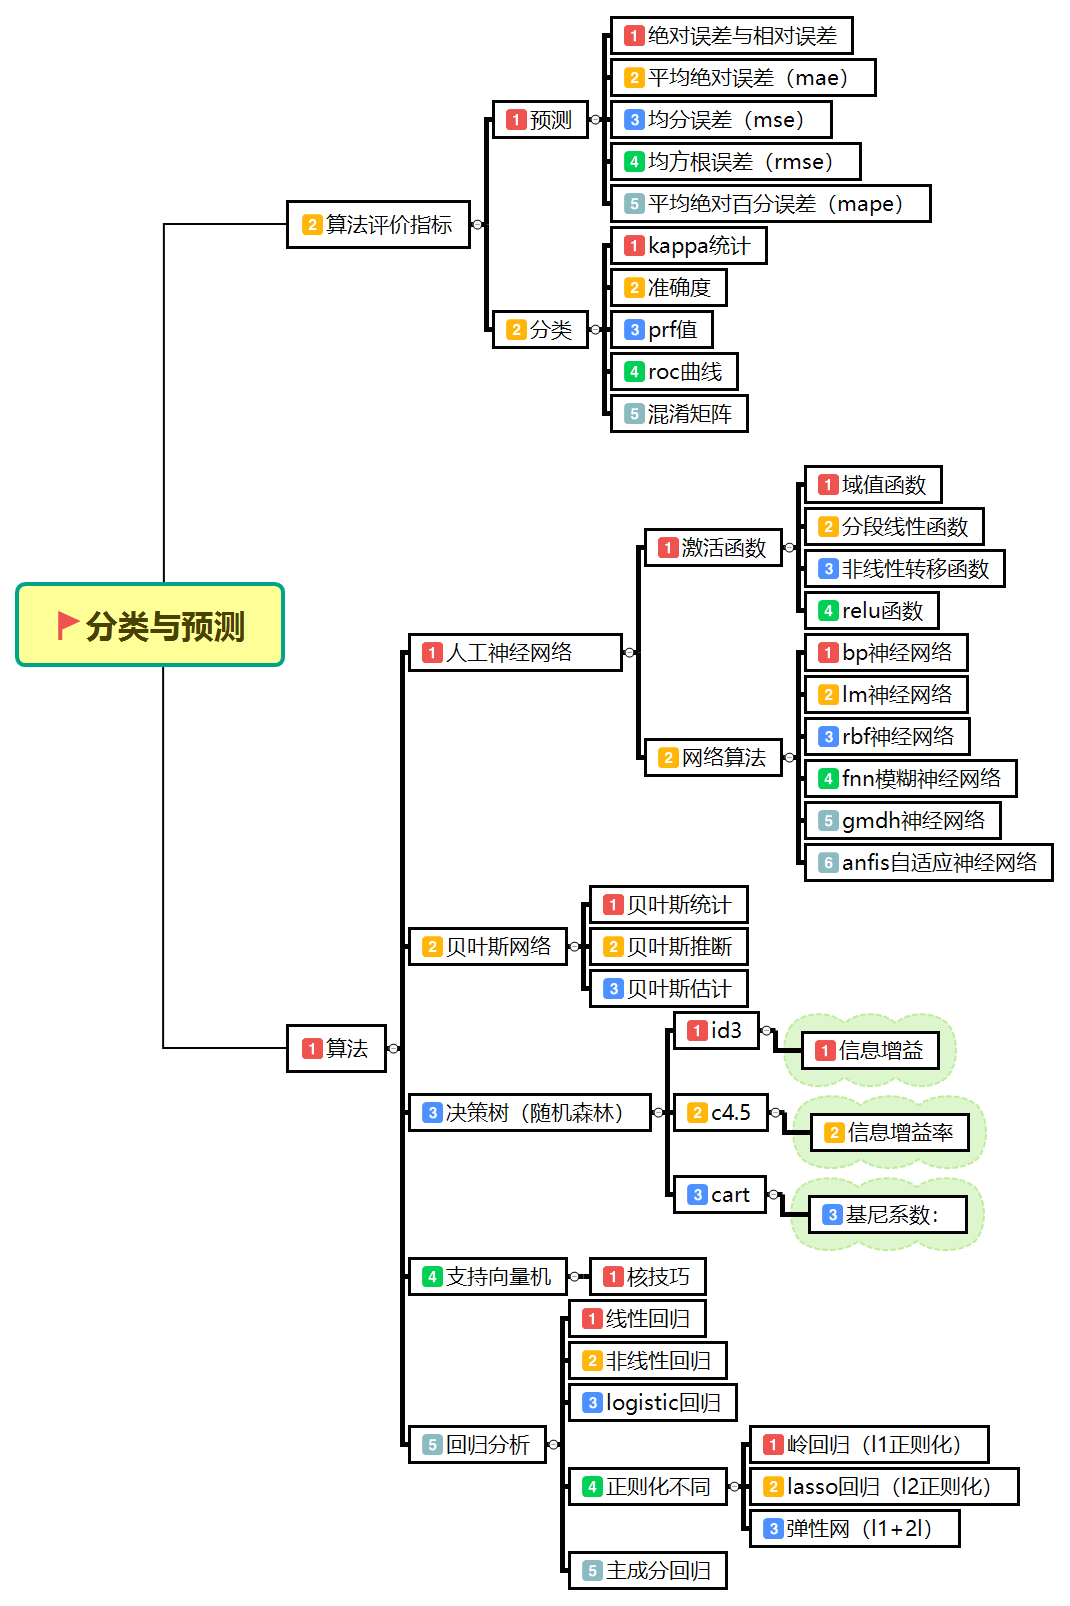 1 绝对误差与相对误差
2 平均绝对误差（mae）
1 预测
3 均分误差（mse）
4 均方根误差（rmse）
5 平均绝对百分误差（mape）
2 算法评价指标
1 kappa统计
2 准确度
2 分类
3 prf值
4 roc曲线
5 混淆矩阵
分类与预测
1 域值函数
2 分段线性函数
1 激活函数
3 非线性转移函数
4 relu函数
1 人工神经网络
1 bp神经网络
2 lm神经网络
3 rbf神经网络
2 网络算法
4 fnn模糊神经网络
5 gmdh神经网络
6 anfis自适应神经网络
1 贝叶斯统计
2 贝叶斯网络
2 贝叶斯推断
3 贝叶斯估计
1 算法
1 id3
1 信息增益
3 决策树（随机森林）
2 c4.5
2 信息增益率
3 cart
3 基尼系数：
4 支持向量机
1 核技巧
1 线性回归
2 非线性回归
3 logistic回归
5 回归分析
1 岭回归（l1正则化）
4 正则化不同
2 lasso回归（l2正则化）
3 弹性网（l1+2l）
5 主成分回归